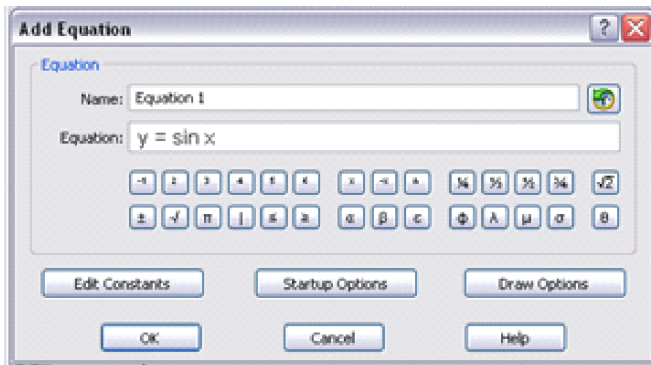 Add Equation
Equation
Name: Equation 1
Equation: y = sin x
± √ π | ≤ ≥ α β ε Φ λ μ σ θ
Edit Constants Startup Options Draw Options
OK Cancel Help